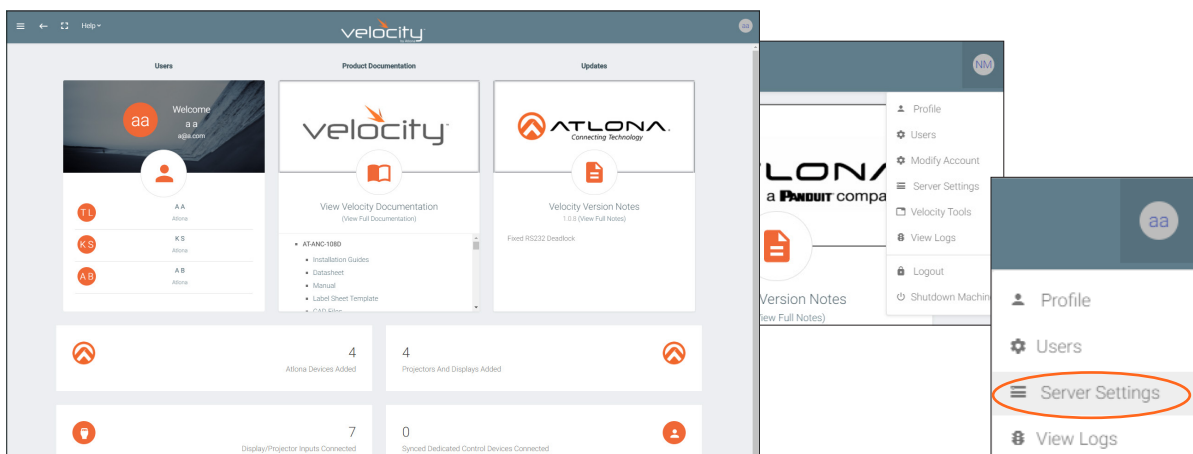 Help
velocity
aa
Users
Product Documentation
Updates
aa
Welcome
a a
a@a.com
velocity
ATLONA.
Connecting Technology
T L
A A
Atlona
K S
K S
Atlona
A B
A B
Atlona
View Velocity Documentation
(View Full Documentation)
• AT-ANC-108D
▪ Installation Guides
▪ Datasheet
▪ Manual
▪ Label Sheet Template
▪ CAD Files
Velocity Version Notes
1.0.8 (View Full Notes)
Fixed RS232 Deadlock
4
Atlona Devices Added
4
Projectors And Displays Added
7
Display/Projector Inputs Connected
0
Synced Dedicated Control Devices Connected
NM
LON
a PANDUIT compa
Version Notes
iew Full Notes)
Profile
Users
Modify Account
Server Settings
Velocity Tools
View Logs
Logout
Shutdown Machin
aa
Profile
Users
Server Settings
View Logs